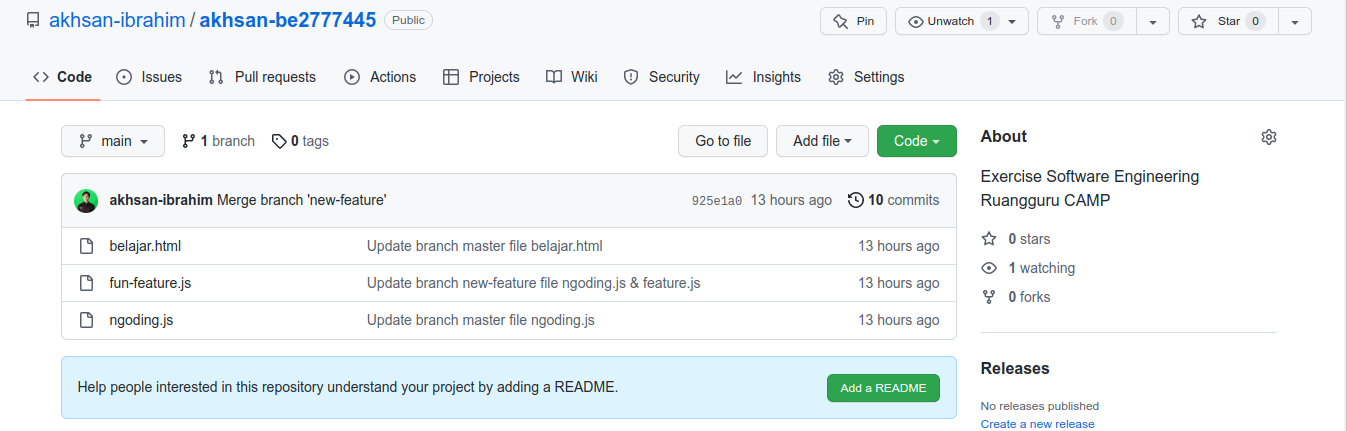 akhsan-ibrahim / akhsan-be2777445 Public Pin Unwatch 1 Fork 0 Star 0
Code Issues Pull requests Actions Projects Wiki Security Insights Settings
main 1 branch 0 tags Go to file Add file Code
akhsan-ibrahim Merge branch 'new-feature' 925e1a0 13 hours ago 10 commits
belajar.html Update branch master file belajar.html 13 hours ago
fun-feature.js Update branch new-feature file ngoding.js & feature.js 13 hours ago
ngoding.js Update branch master file ngoding.js 13 hours ago
Help people interested in this repository understand your project by adding a README. Add a README
About
Exercise Software Engineering
Ruangguru CAMP
0 stars
1 watching
0 forks
Releases
No releases published
Create a new release